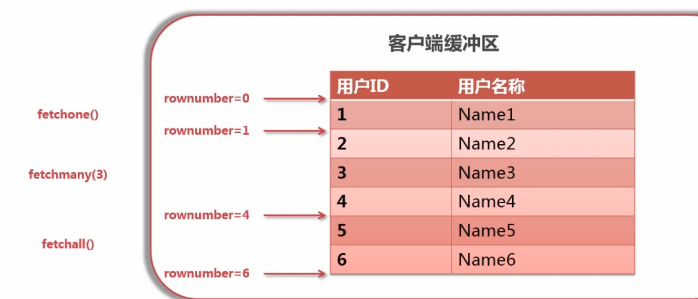 客户端缓冲区
用户ID 用户名称
rownumber=0
1 Name1
fetchone()
rownumber=1
2 Name2
fetchmany(3)
3 Name3
4 Name4
rownumber=4
5 Name5
fetchall()
6 Name6
rownumber=6